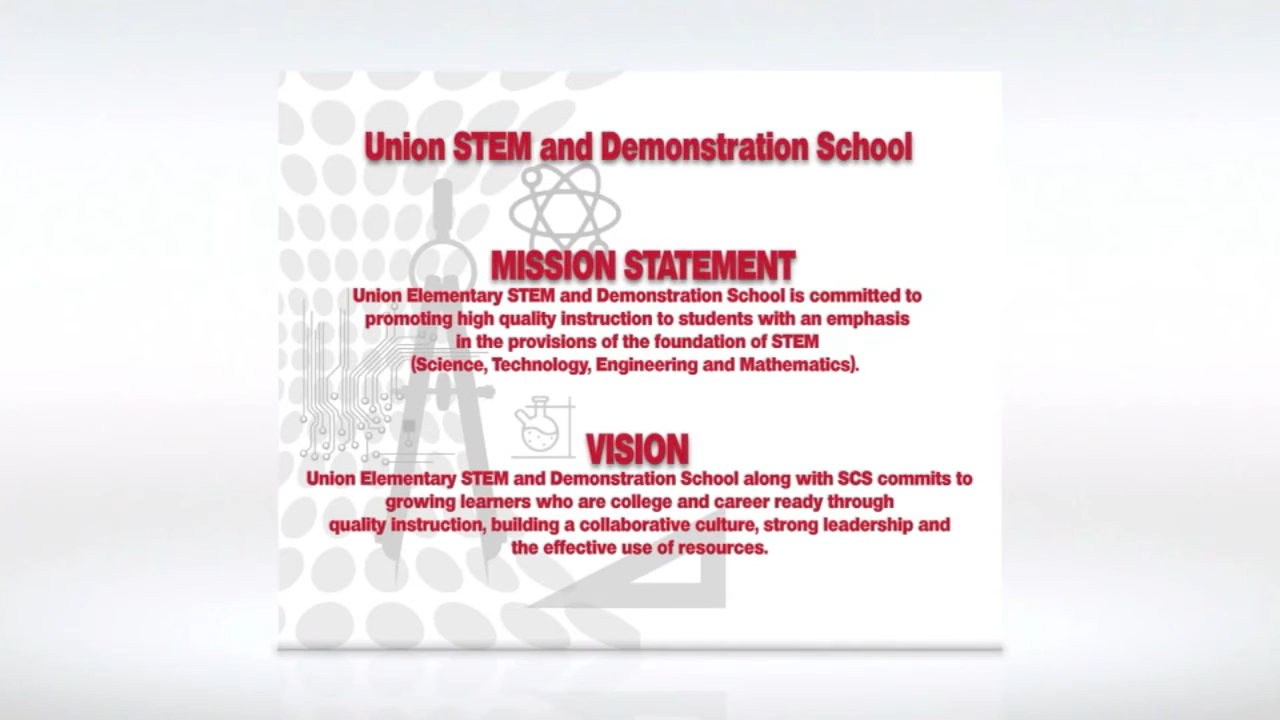 Union STEM and Demonstration School
MISSION STATEMENT
Union Elementary STEM and Demonstration School is committed to
promoting high quality instruction to students with an emphasis
in the provisions of the foundation of STEM
(Science, Technology, Engineering and Mathematics).
VISION
Union Elementary STEM and Demonstration School along with SCS commits to
growing learners who are college and career ready through
quality instruction, building a collaborative culture, strong leadership and
the effective use of resources.